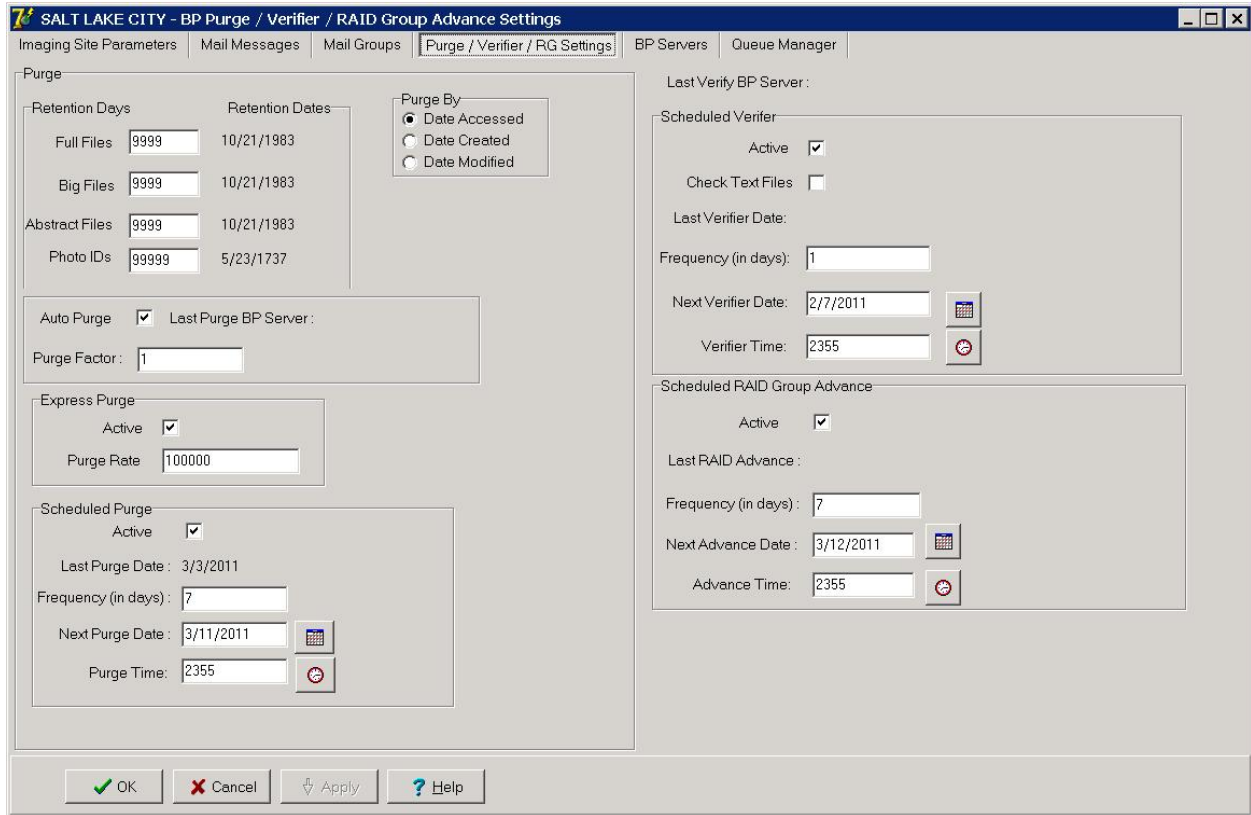 SALT LAKE CITY - BP Purge / Verifier / RAID Group Advance Settings
Imaging Site Parameters Mail Messages Mail Groups Purge / Verifier / RG Settings BP Servers Queue Manager
Purge
Retention Days Retention Dates
Full Files 9999 10/21/1983
Big Files 9999 10/21/1983
Abstract Files 9999 10/21/1983
Photo IDs 99999 5/23/1737
Purge By
Date Accessed
Date Created
Date Modified
Auto Purge Last Purge BP Server :
Purge Factor : 1
Express Purge
Active
Purge Rate 100000
Scheduled Purge
Active
Last Purge Date : 3/3/2011
Frequency (in days) : 7
Next Purge Date : 3/11/2011
Purge Time: 2355
Last Verify BP Server :
Scheduled Verifer
Active
Check Text Files
Last Verifier Date:
Frequency (in days): 1
Next Verifier Date: 2/7/2011
Verifier Time: 2355
Scheduled RAID Group Advance
Active
Last RAID Advance :
Frequency (in days) : 7
Next Advance Date : 3/12/2011
Advance Time: 2355
OK Cancel Apply Help